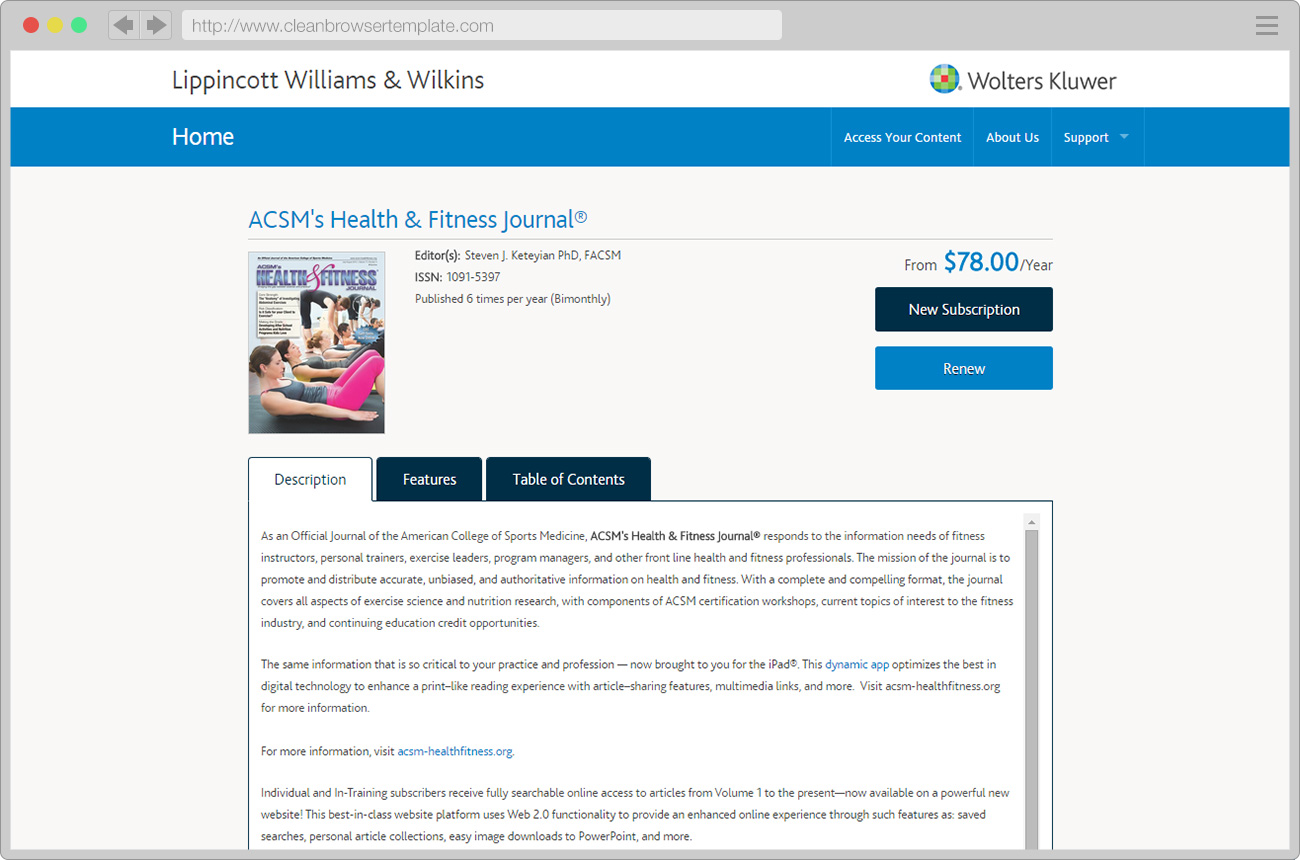 http://www.cleanbrowsertemplate.com
Lippincott Williams & Wilkins
Wolters Kluwer
Home
Access Your Content
About Us
Support
ACSM's Health & Fitness Journal®
An Official Journal of the American College of Sports Medicine
ACSM's
HEALTH & FITNESS
JOURNAL
Editor(s): Steven J. Keteyian PhD, FACSM
ISSN: 1091-5397
Published 6 times per year (Bimonthly)
From $78.00/Year
New Subscription
Renew
Description
Features
Table of Contents
As an Official Journal of the American College of Sports Medicine, ACSM's Health & Fitness Journal® responds to the information needs of fitness
instructors, personal trainers, exercise leaders, program managers, and other front line health and fitness professionals. The mission of the journal is to
promote and distribute accurate, unbiased, and authoritative information on health and fitness. With a complete and compelling format, the journal
covers all aspects of exercise science and nutrition research, with components of ACSM certification workshops, current topics of interest to the fitness
industry, and continuing education credit opportunities.
The same information that is so critical to your practice and profession — now brought to you for the iPad®. This dynamic app optimizes the best in
digital technology to enhance a print–like reading experience with article–sharing features, multimedia links, and more. Visit acsm-healthfitness.org
for more information.
For more information, visit acsm-healthfitness.org.
Individual and In-Training subscribers receive fully searchable online access to articles from Volume 1 to the present—now available on a powerful new
website! This best-in-class website platform uses Web 2.0 functionality to provide an enhanced online experience through such features as: saved
searches, personal article collections, easy image downloads to PowerPoint, and more.